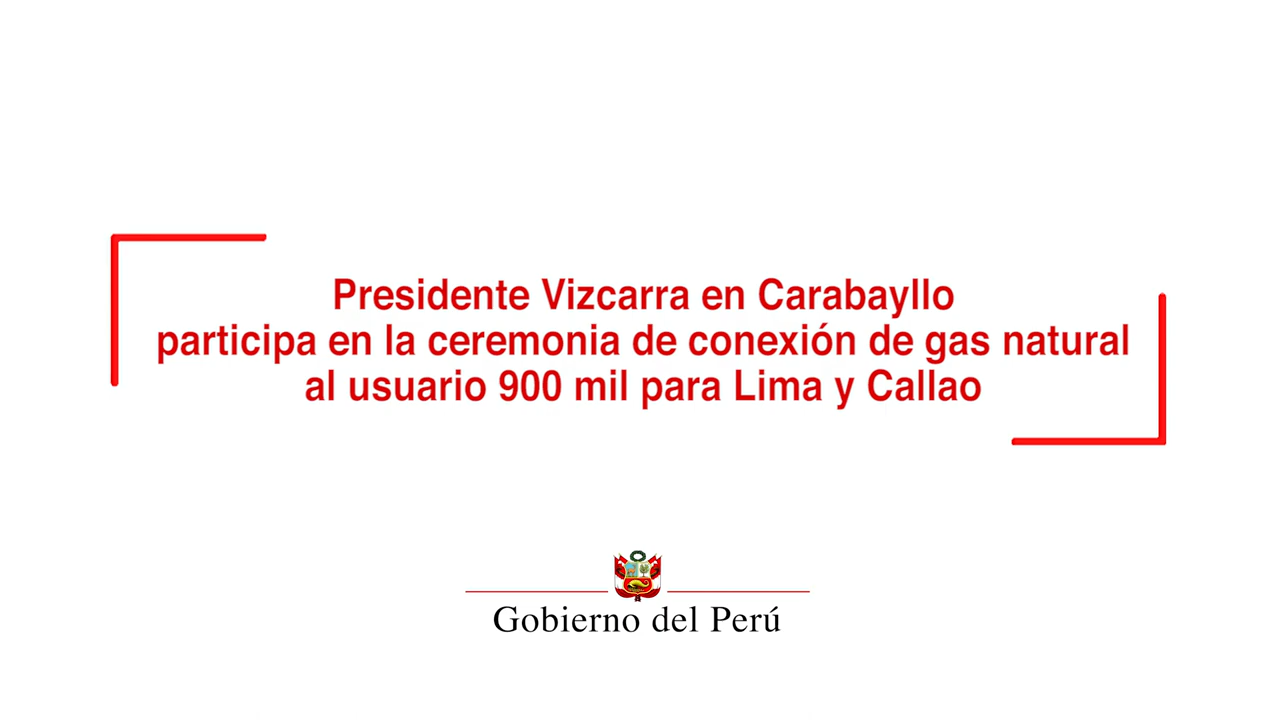 Presidente Vizcarra en Carabayllo
participa en la ceremonia de conexión de gas natural
al usuario 900 mil para Lima y Callao
Gobierno del Perú